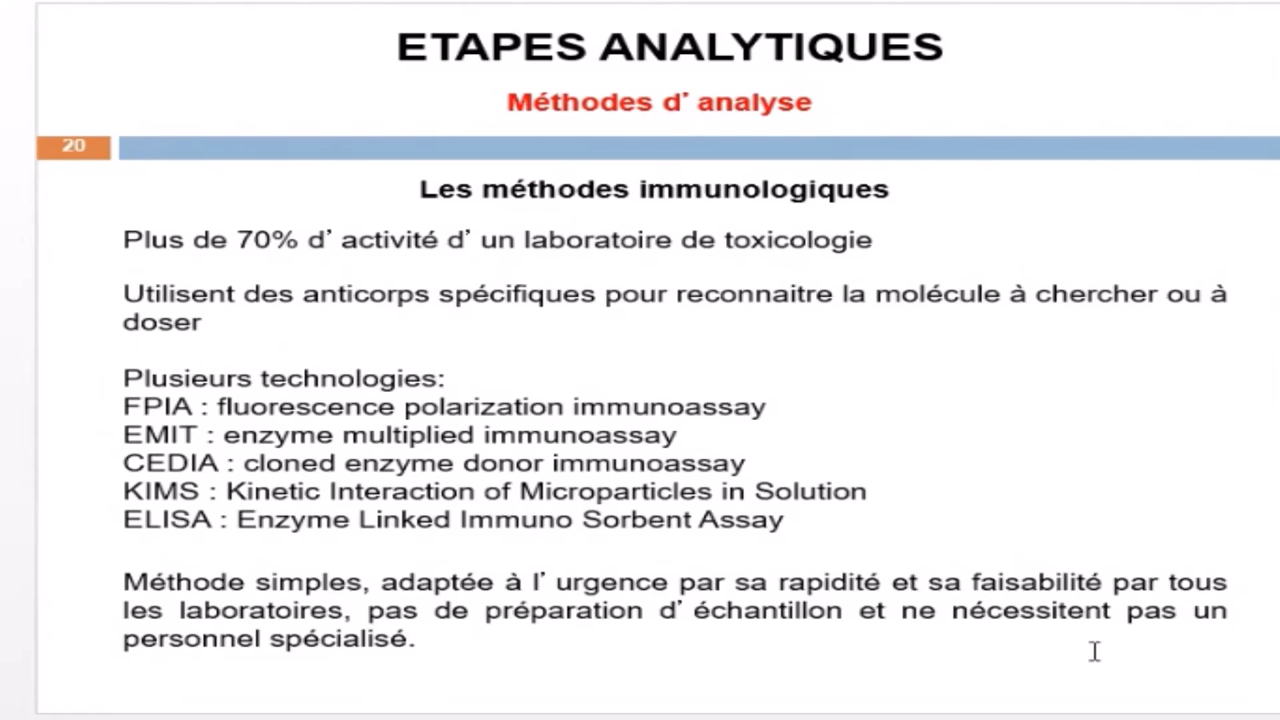 ETAPES ANALYTIQUES
Méthodes d’ analyse
20
Les méthodes immunologiques
Plus de 70% d’ activité d’ un laboratoire de toxicologie
Utilisent des anticorps spécifiques pour reconnaitre la molécule à chercher ou à
doser
Plusieurs technologies:
FPIA : fluorescence polarization immunoassay
EMIT : enzyme multiplied immunoassay
CEDIA : cloned enzyme donor immunoassay
KIMS : Kinetic Interaction of Microparticles in Solution
ELISA : Enzyme Linked Immuno Sorbent Assay
Méthode simples, adaptée à l’ urgence par sa rapidité et sa faisabilité par tous
les laboratoires, pas de préparation d’ échantillon et ne nécessitent pas un
personnel spécialisé.